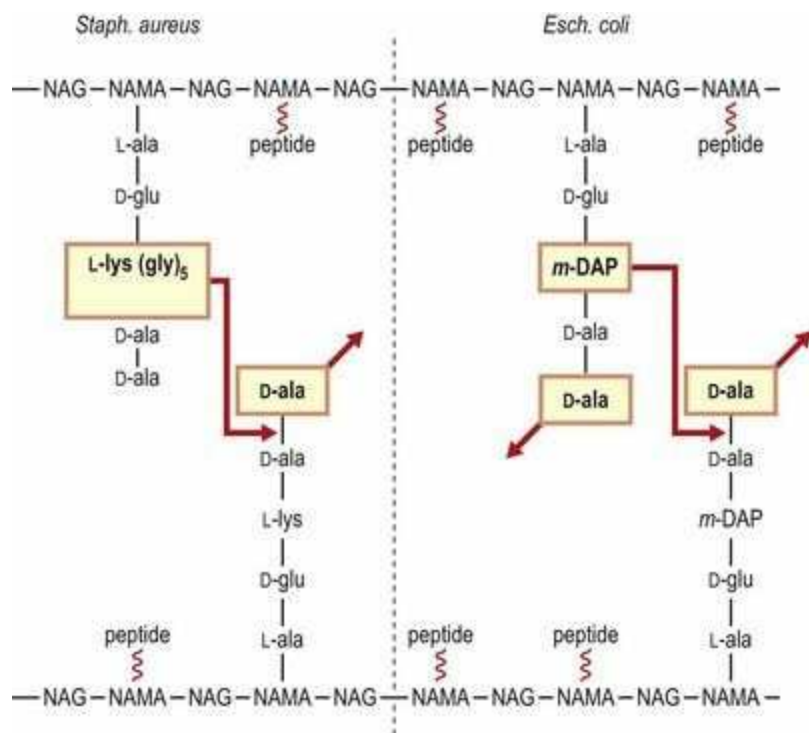 Staph. aureus Esch. coli
NAG–NAMA–NAG–NAMA–NAG–NAMA–NAG–NAMA–NAG–NAMA
L-ala peptide peptide L-ala peptide
D-glu D-glu
L-lys (gly)5 m-DAP
D-ala D-ala
D-ala D-ala D-ala D-ala
D-ala D-ala
L-lys m-DAP
D-glu D-glu
peptide L-ala peptide peptide L-ala
NAG–NAMA–NAG–NAMA–NAG–NAMA–NAG–NAMA–NAG–NAMA